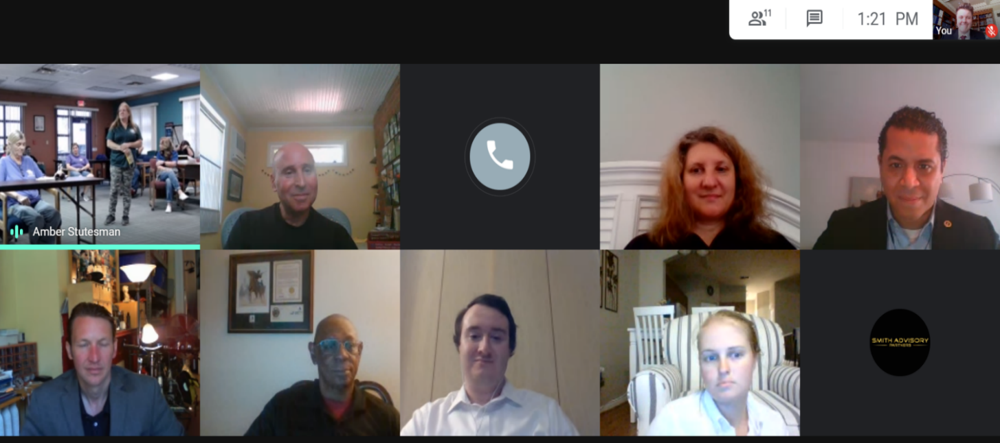 11
1:21 PM
You
Amber Stutesman
SMITH ADVISORY
PARTNERS